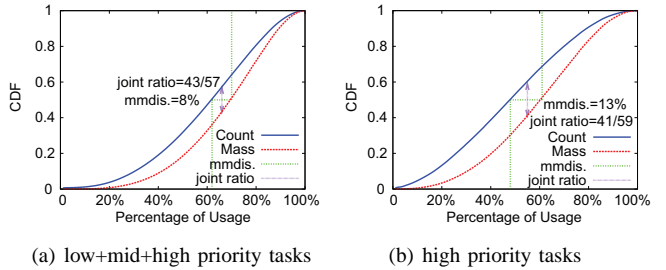 1
0.8
0.6
0.4
0.2
0
CDF
joint ratio=43/57
mmdis.=8%
Count
Mass
mmdis.
joint ratio
0 20% 40% 60% 80% 100%
Percentage of Usage
(a) low+mid+high priority tasks
1
0.8
0.6
0.4
0.2
0
CDF
mmdis.=13%
joint ratio=41/59
Count
Mass
mmdis.
joint ratio
0 20% 40% 60% 80% 100%
Percentage of Usage
(b) high priority tasks